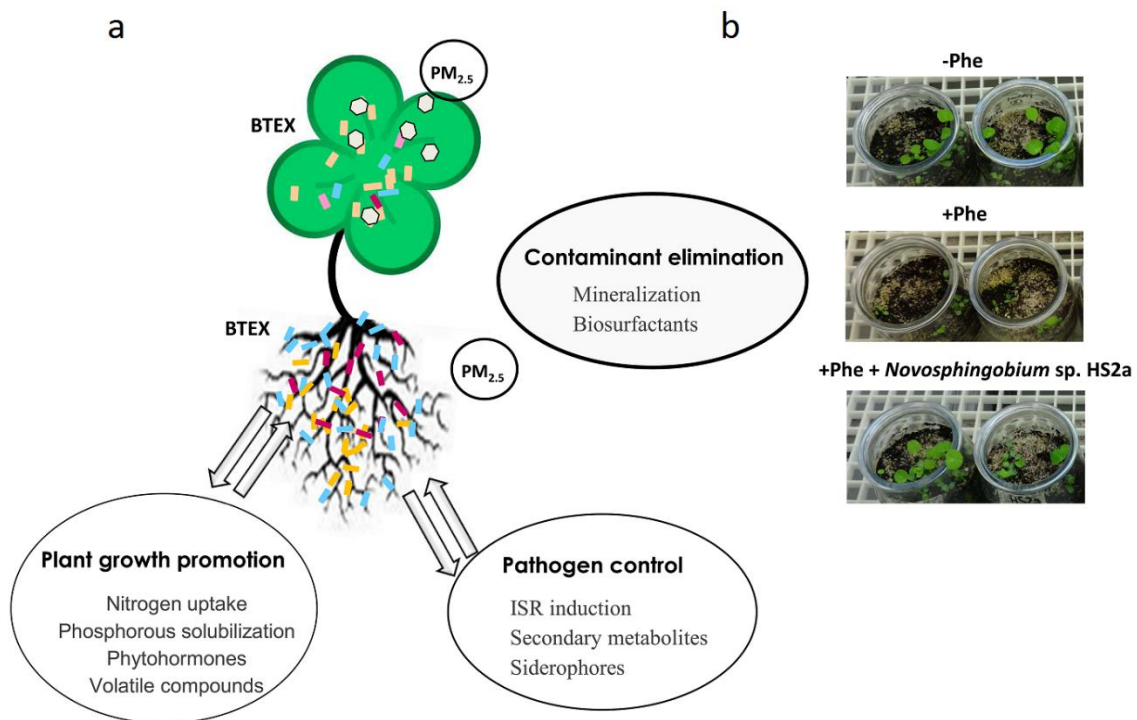 a
PM2.5
BTEX
BTEX
PM2.5
Contaminant elimination
Mineralization
Biosurfactants
Plant growth promotion
Nitrogen uptake
Phosphorous solubilization
Phytohormones
Volatile compounds
Pathogen control
ISR induction
Secondary metabolites
Siderophores
b
-Phe
+Phe
+Phe + Novosphingobium sp. HS2a
HS2a